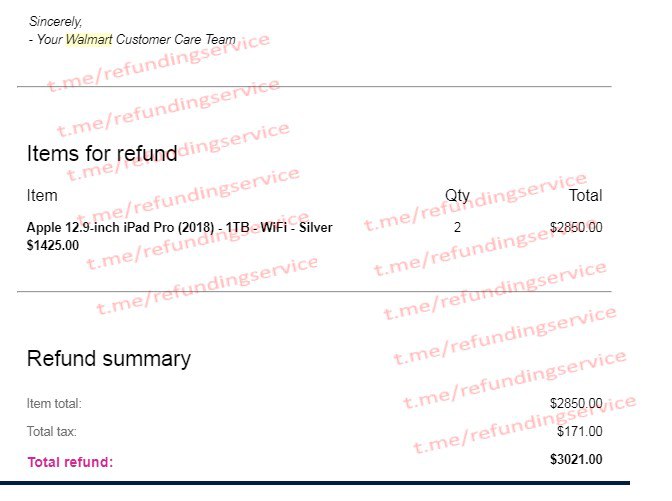 Sincerely,
- Your Walmart Customer Care Team
t.me/refundingservice
t.me/refundingservice
t.me/refundingservice
Items for refund
Item Qty Total
t.me/refundingservice
t.me/refundingservice
Apple 12.9-inch iPad Pro (2018) - 1TB - WiFi - Silver 2 $2850.00
$1425.00
t.me/refundingservice
t.me/refundingservice
t.me/refundingservice
t.me/refundingservice
t.me/refundingservice
Refund summary
t.me/refundingservice
Item total: $2850.00
t.me/refundingservice
Total tax: $171.00
t.me/refundingservice
Total refund: $3021.00